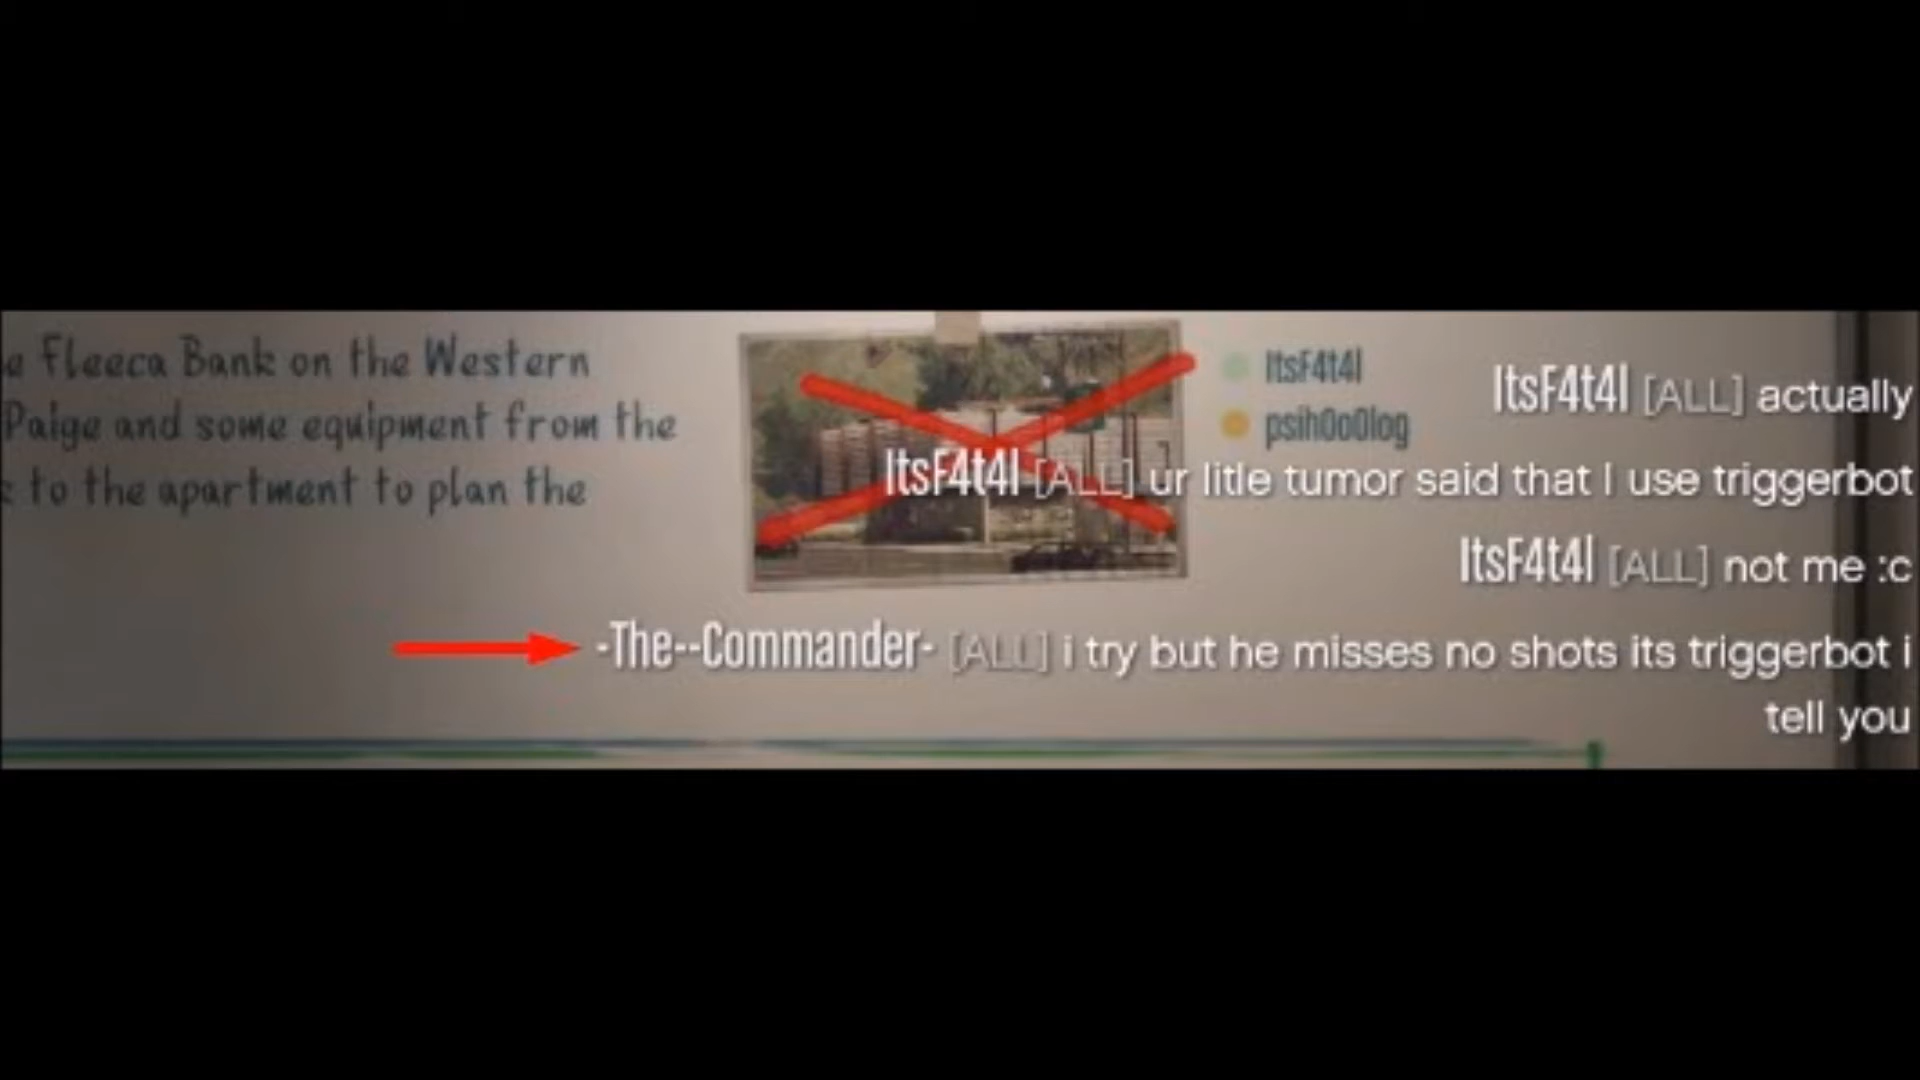 e Fleeca Bank on the Western
Paige and some equipment from the
to the apartment to plan the
ItsF4t4l
psih0o0log
ItsF4t4l [ALL] actually
ItsF4t4l [ALL] ur litle tumor said that I use triggerbot
ItsF4t4l [ALL] not me :c
-The--Commander- [ALL] i try but he misses no shots its triggerbot i
tell you